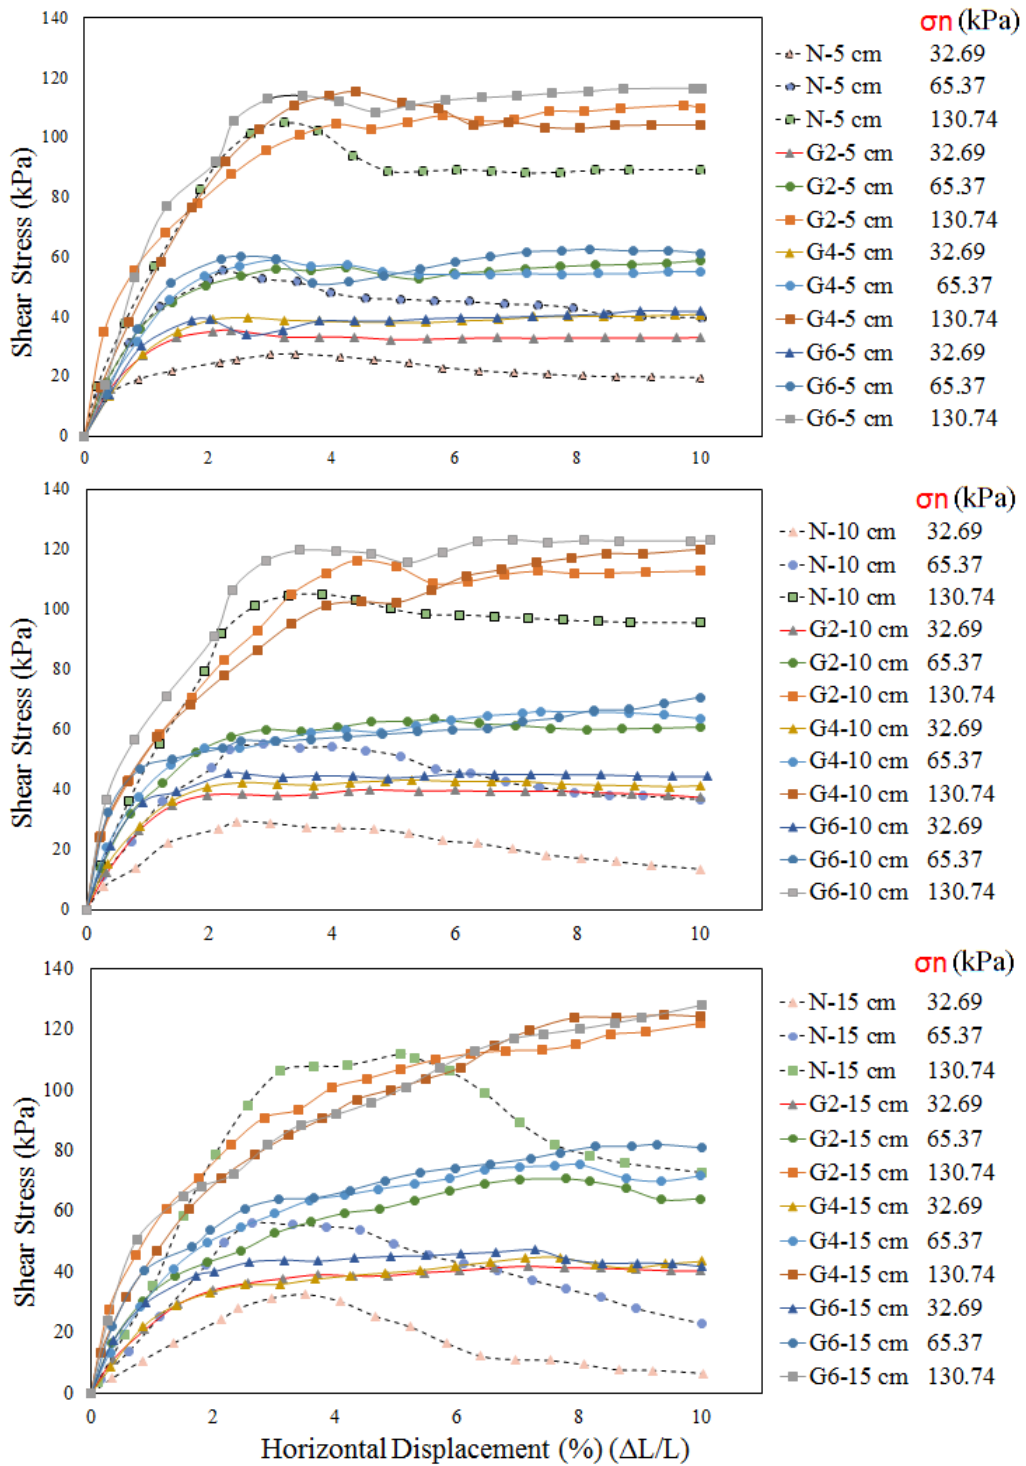 Shear Stress (kPa)
140
120
100
80
60
40
20
0
0 2 4 6 8 10
σn (kPa)
N-5 cm 32.69
N-5 cm 65.37
N-5 cm 130.74
G2-5 cm 32.69
G2-5 cm 65.37
G2-5 cm 130.74
G4-5 cm 32.69
G4-5 cm 65.37
G4-5 cm 130.74
G6-5 cm 32.69
G6-5 cm 65.37
G6-5 cm 130.74
Shear Stress (kPa)
140
120
100
80
60
40
20
0
0 2 4 6 8 10
σn (kPa)
N-10 cm 32.69
N-10 cm 65.37
N-10 cm 130.74
G2-10 cm 32.69
G2-10 cm 65.37
G2-10 cm 130.74
G4-10 cm 32.69
G4-10 cm 65.37
G4-10 cm 130.74
G6-10 cm 32.69
G6-10 cm 65.37
G6-10 cm 130.74
Shear Stress (kPa)
140
120
100
80
60
40
20
0
0 2 4 6 8 10
Horizontal Displacement (%) (ΔL/L)
σn (kPa)
N-15 cm 32.69
N-15 cm 65.37
N-15 cm 130.74
G2-15 cm 32.69
G2-15 cm 65.37
G2-15 cm 130.74
G4-15 cm 32.69
G4-15 cm 65.37
G4-15 cm 130.74
G6-15 cm 32.69
G6-15 cm 65.37
G6-15 cm 130.74